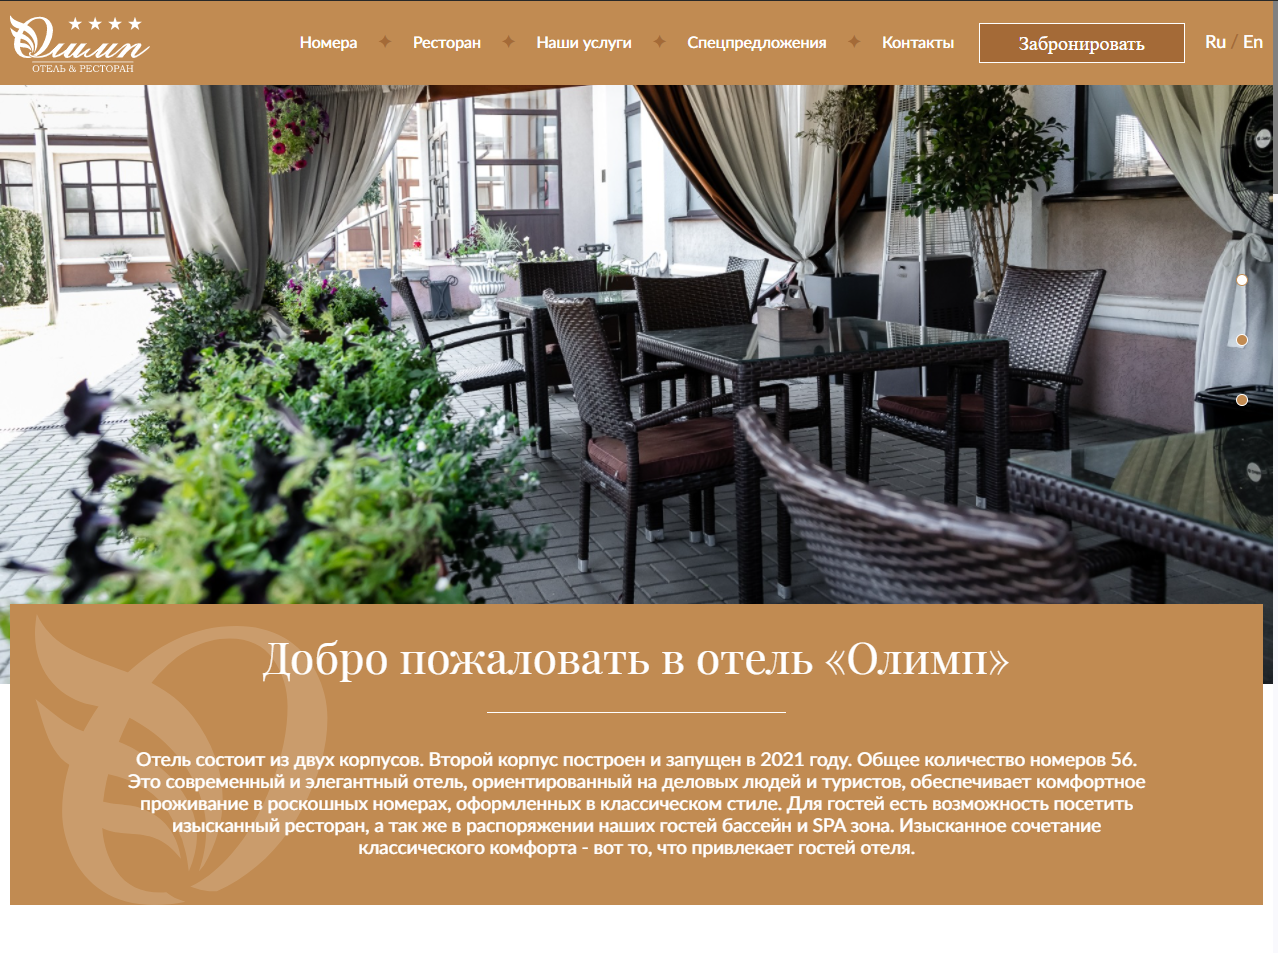 Олимп
ОТЕЛЬ & РЕСТОРАН
Номера
Ресторан
Наши услуги
Спецпредложения
Контакты
Забронировать
Ru / En
Добро пожаловать в отель «Олимп»
Отель состоит из двух корпусов. Второй корпус построен и запущен в 2021 году. Общее количество номеров 56.
Это современный и элегантный отель, ориентированный на деловых людей и туристов, обеспечивает комфортное
проживание в роскошных номерах, оформленных в классическом стиле. Для гостей есть возможность посетить
изысканный ресторан, а так же в распоряжении наших гостей бассейн и SPA зона. Изысканное сочетание
классического комфорта - вот то, что привлекает гостей отеля.